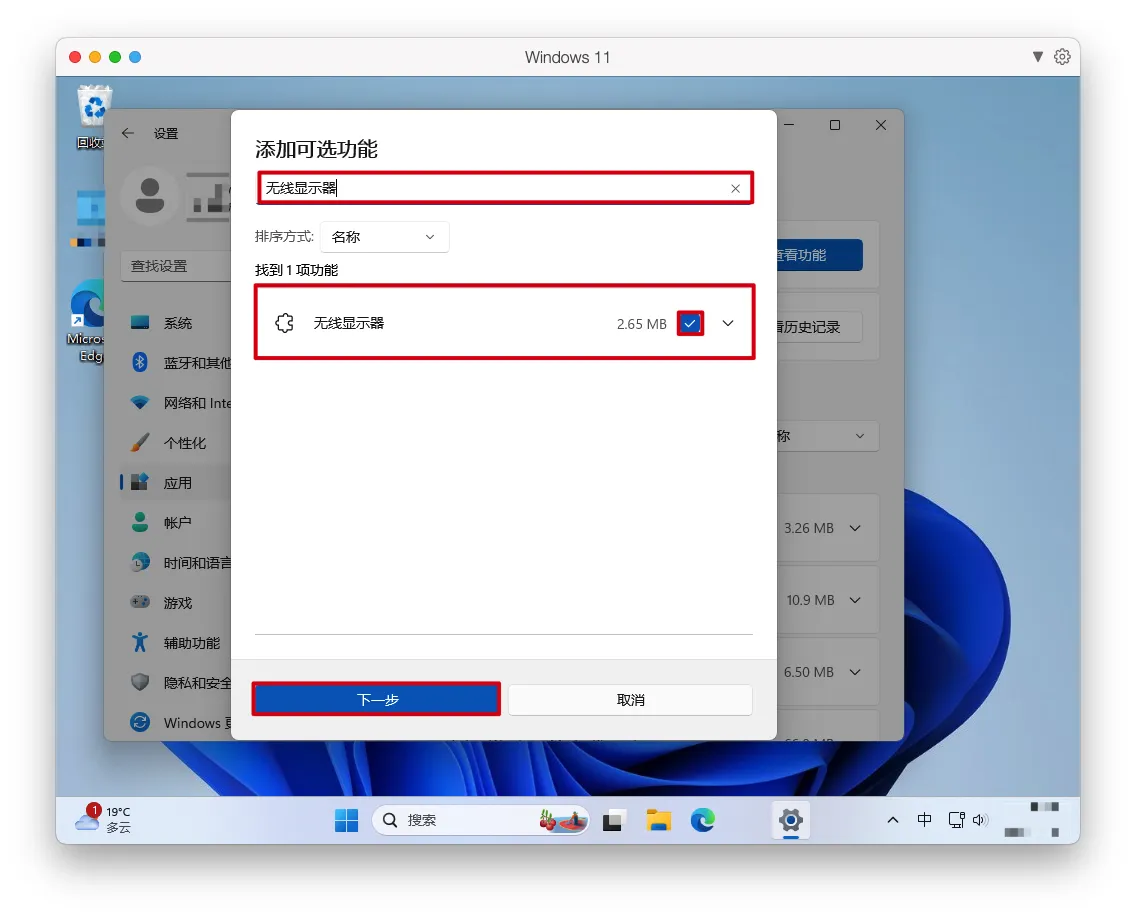 Windows 11
回收
设置
添加可选功能
无线显示器
排序方式:
名称
找到 1 项功能
无线显示器
2.65 MB
下一步
取消
查找设置
系统
蓝牙和其他
网络和 Inte
个性化
应用
帐户
时间和语言
游戏
辅助功能
隐私和安全
Windows 更
查看功能
历史记录
称
3.26 MB
10.9 MB
6.50 MB
Micros
Edg
1
19°C
多云
搜索
中